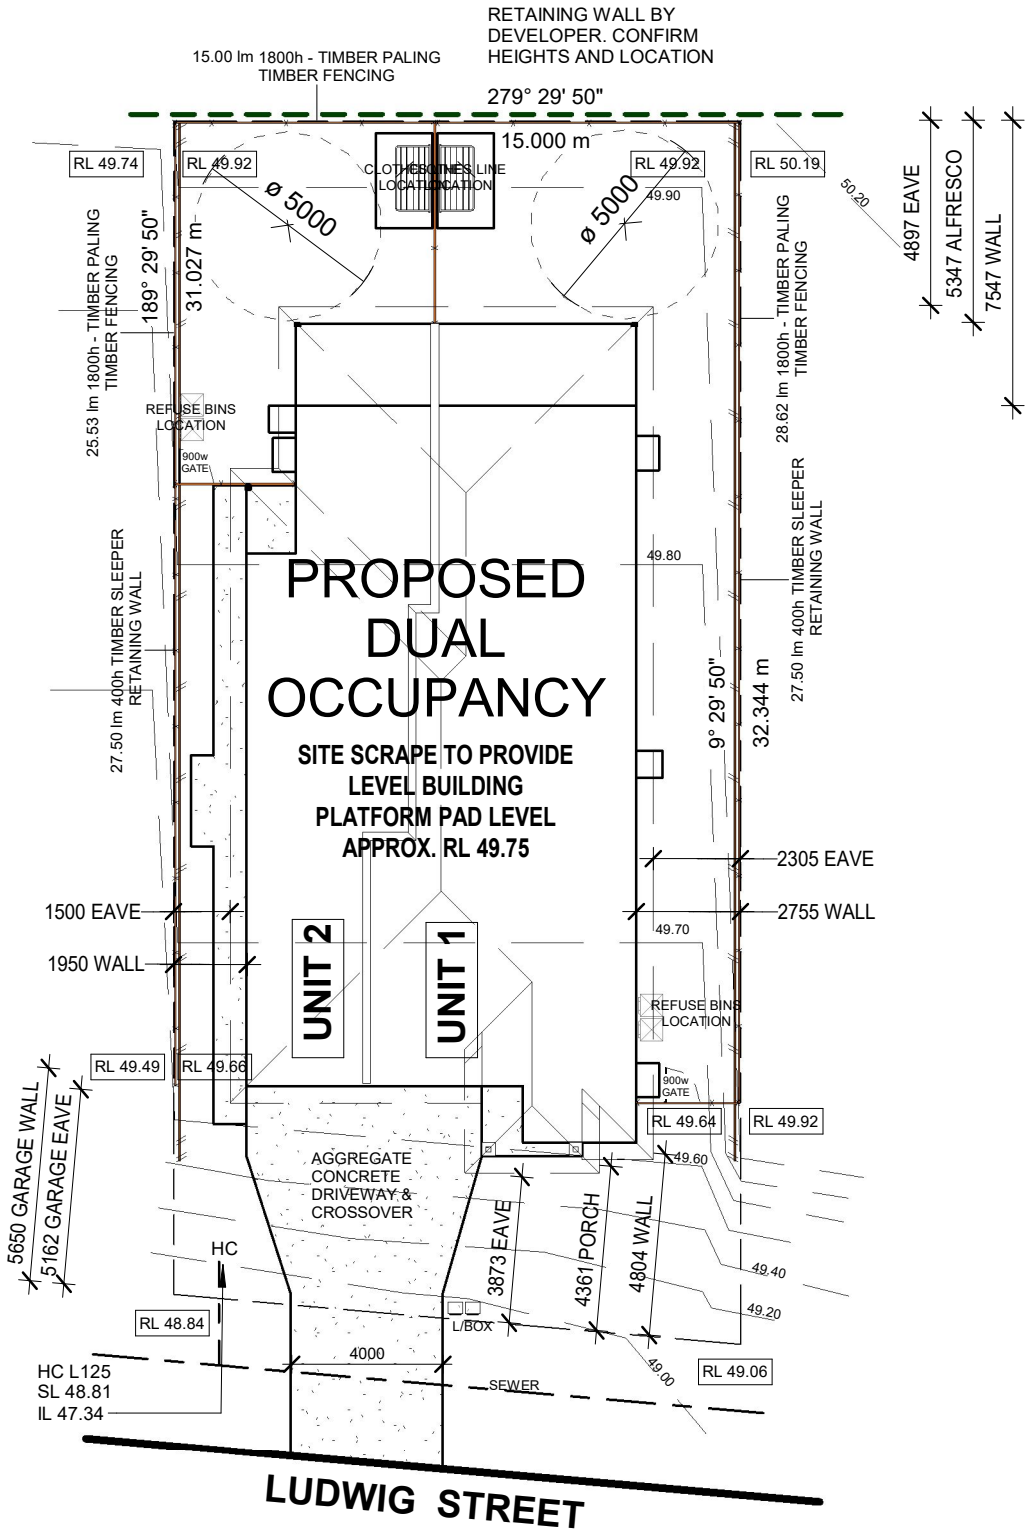 RETAINING WALL BY
DEVELOPER. CONFIRM
HEIGHTS AND LOCATION
15.00 lm 1800h - TIMBER PALING
TIMBER FENCING
279° 29' 50"
15.000 m
RL 49.74
RL 49.92
CLOTHES LINE
LOCATION
CLOTHES LINE
LOCATION
RL 49.92
RL 50.19
49.90
50.20
ø 5000
ø 5000
4897 EAVE
5347 ALFRESCO
7547 WALL
25.53 lm 1800h - TIMBER PALING
TIMBER FENCING
189° 29' 50"
31.027 m
28.62 lm 1800h - TIMBER PALING
TIMBER FENCING
REFUSE BINS
LOCATION
900w
GATE
27.50 lm 400h TIMBER SLEEPER
RETAINING WALL
27.50 lm 400h TIMBER SLEEPER
RETAINING WALL
49.80
PROPOSED
DUAL
OCCUPANCY
9° 29' 50"
32.344 m
SITE SCRAPE TO PROVIDE
LEVEL BUILDING
PLATFORM PAD LEVEL
APPROX. RL 49.75
2305 EAVE
1500 EAVE
2755 WALL
1950 WALL
UNIT 2
UNIT 1
49.70
REFUSE BINS
LOCATION
RL 49.49
RL 49.66
900w
GATE
RL 49.64
RL 49.92
5650 GARAGE WALL
5162 GARAGE EAVE
AGGREGATE
CONCRETE
DRIVEWAY &
CROSSOVER
49.60
3873 EAVE
4361 PORCH
4804 WALL
HC
49.40
49.20
RL 48.84
L/BOX
4000
49.00
RL 49.06
HC L125
SL 48.81
IL 47.34
SEWER
LUDWIG STREET